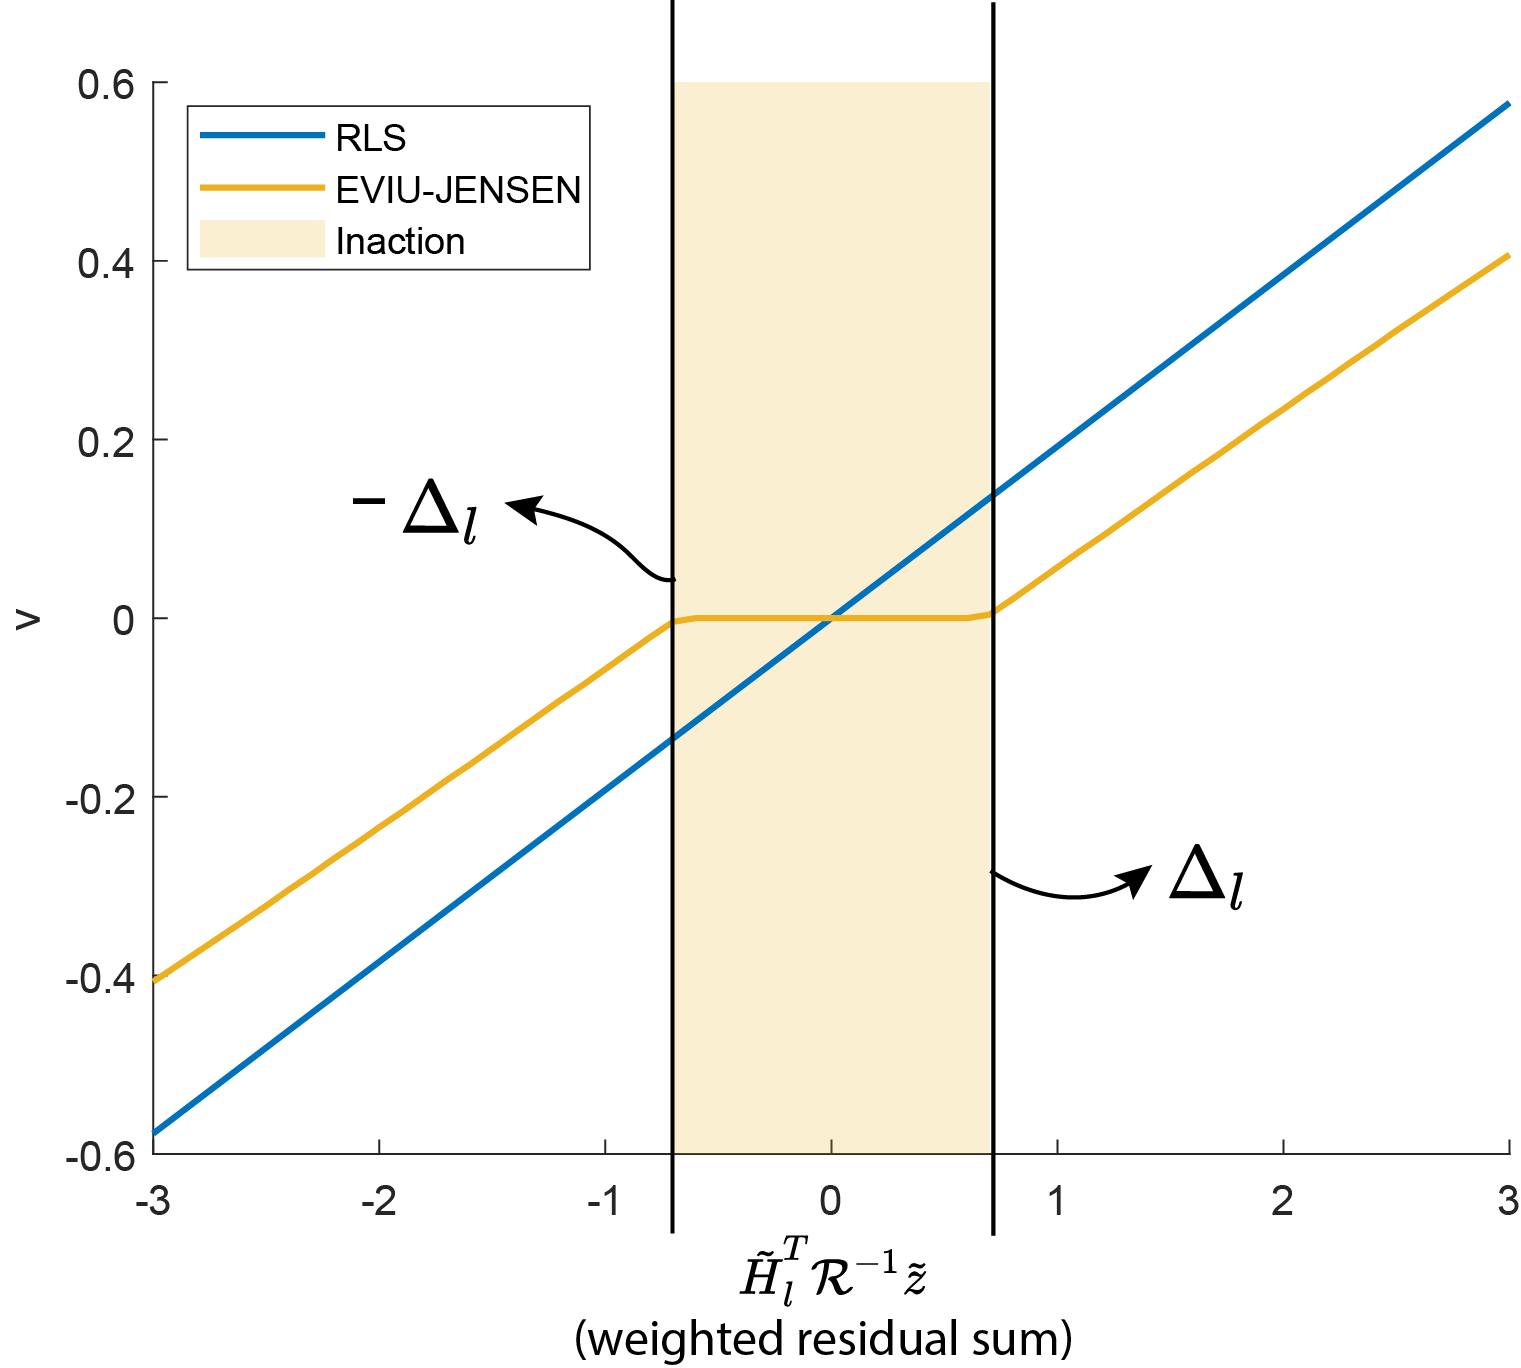 0.6
RLS
EVIU-JENSEN
Inaction
0.4
0.2
− Δ_l
v
0
-0.2
Δ_l
-0.4
-0.6
-3 -2 -1 0 1 2 3
H̃_l^T 𝓡^{−1} z̃
(weighted residual sum)